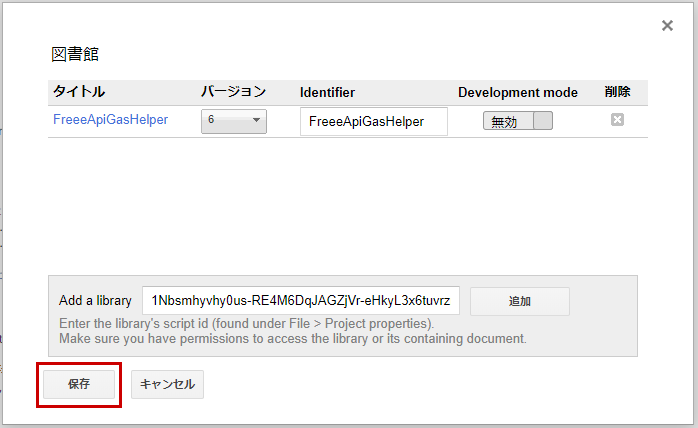 図書館
タイトル バージョン Identifier Development mode 削除
FreeeApiGasHelper 6 FreeeApiGasHelper 無効
Add a library 1Nbsmhyvhy0us-RE4M6DqJAGZjVr-eHkyL3x6tuvrz 追加
Enter the library's script id (found under File > Project properties).
Make sure you have permissions to access the library or its containing document.
保存 キャンセル